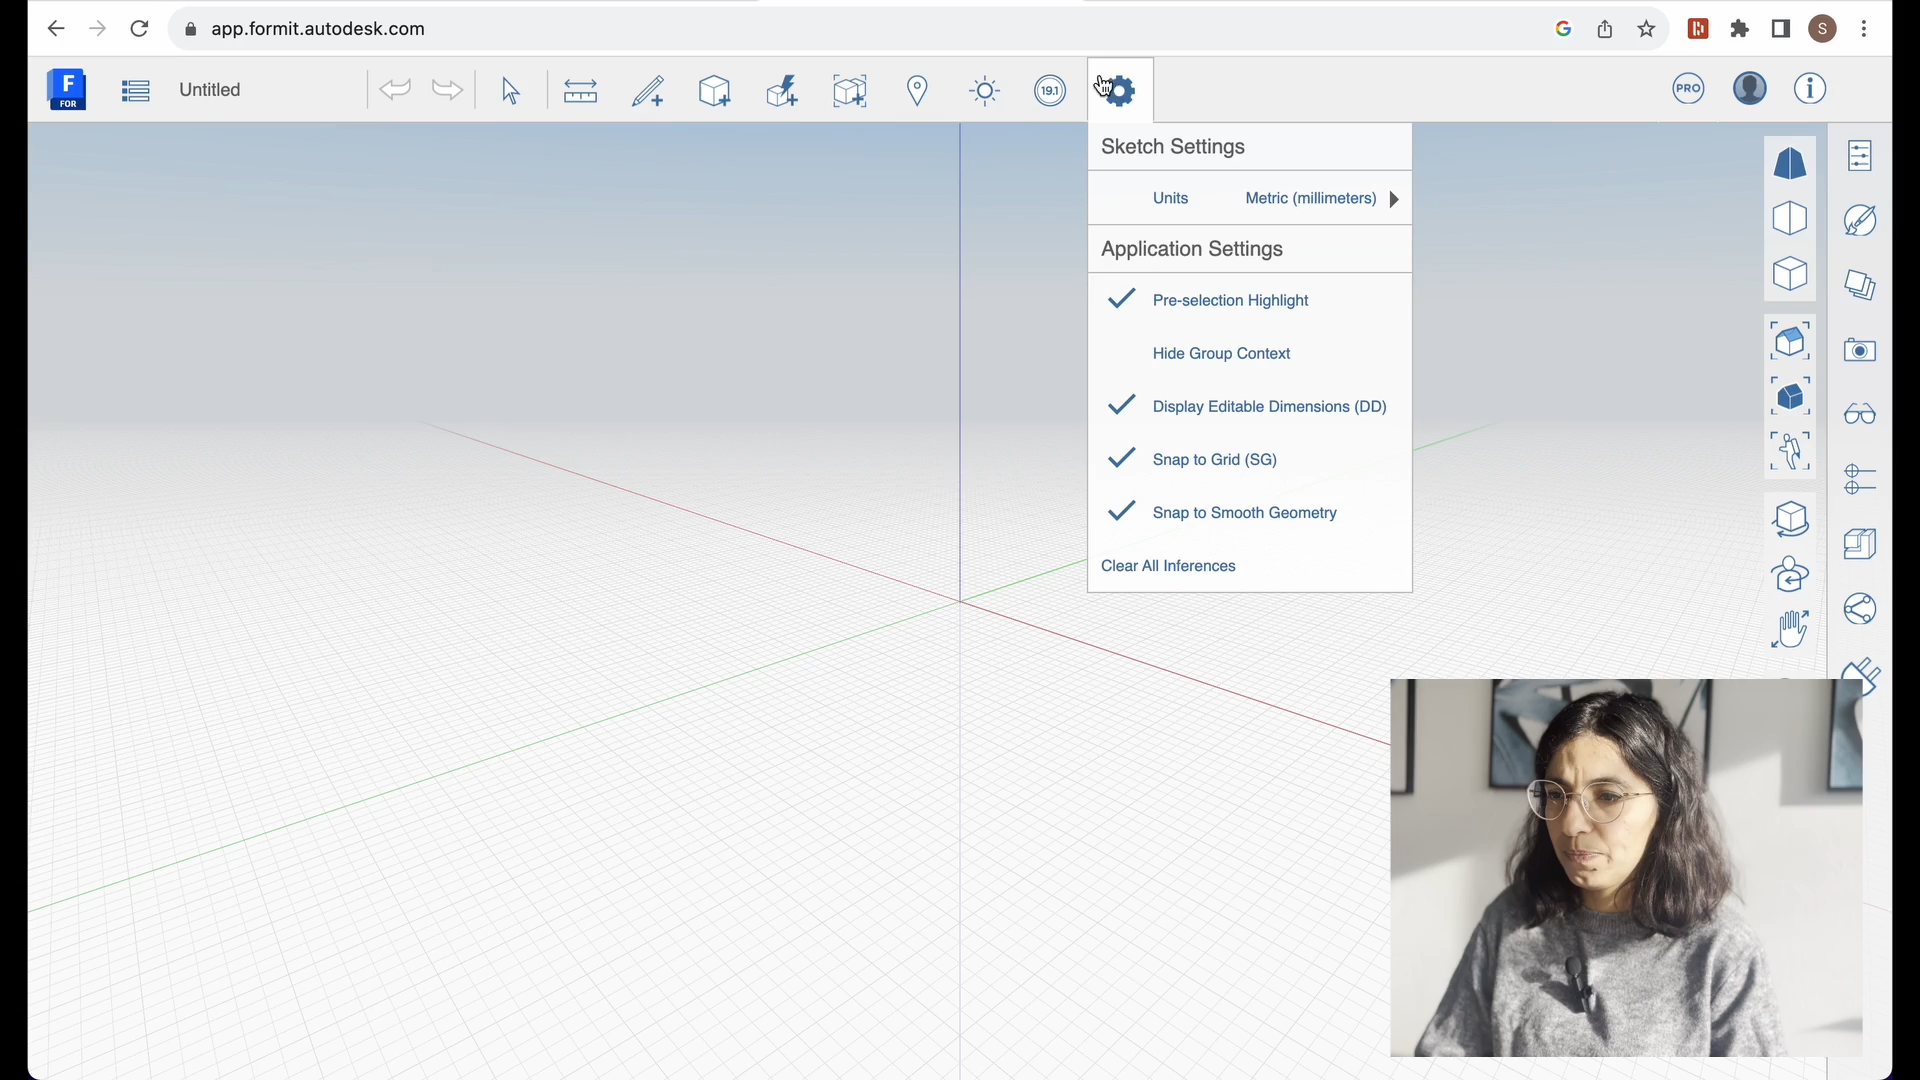 app.formit.autodesk.com
S
F
FOR
Untitled
19.1
PRO
Sketch Settings
Units Metric (millimeters)
Application Settings
Pre-selection Highlight
Hide Group Context
Display Editable Dimensions (DD)
Snap to Grid (SG)
Snap to Smooth Geometry
Clear All Inferences